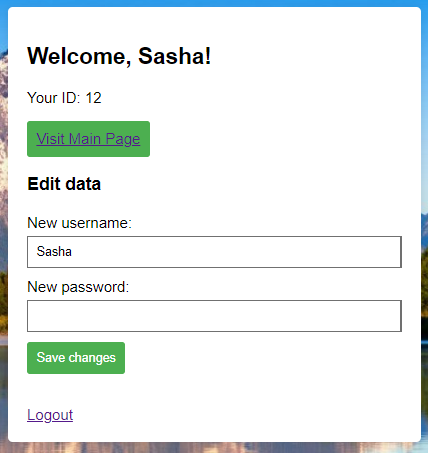 Welcome, Sasha!
Your ID: 12
Visit Main Page
Edit data
New username:
Sasha
New password:
Save changes
Logout